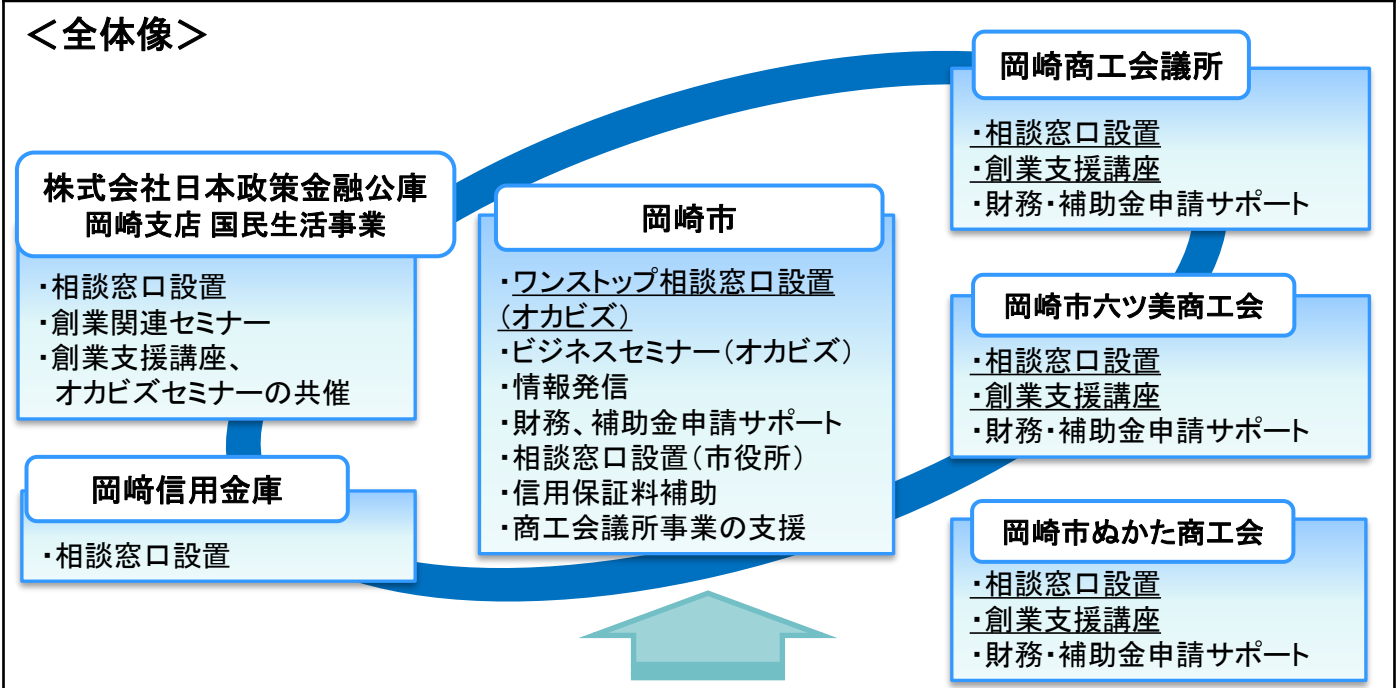 ＜全体像＞
株式会社日本政策金融公庫
岡崎支店 国民生活事業
・相談窓口設置
・創業関連セミナー
・創業支援講座、
オカビズセミナーの共催
岡﨑信用金庫
・相談窓口設置
岡崎市
・ワンストップ相談窓口設置
(オカビズ)
・ビジネスセミナー(オカビズ)
・情報発信
・財務、補助金申請サポート
・相談窓口設置(市役所)
・信用保証料補助
・商工会議所事業の支援
岡崎商工会議所
・相談窓口設置
・創業支援講座
・財務・補助金申請サポート
岡崎市六ツ美商工会
・相談窓口設置
・創業支援講座
・財務・補助金申請サポート
岡崎市ぬかた商工会
・相談窓口設置
・創業支援講座
・財務・補助金申請サポート